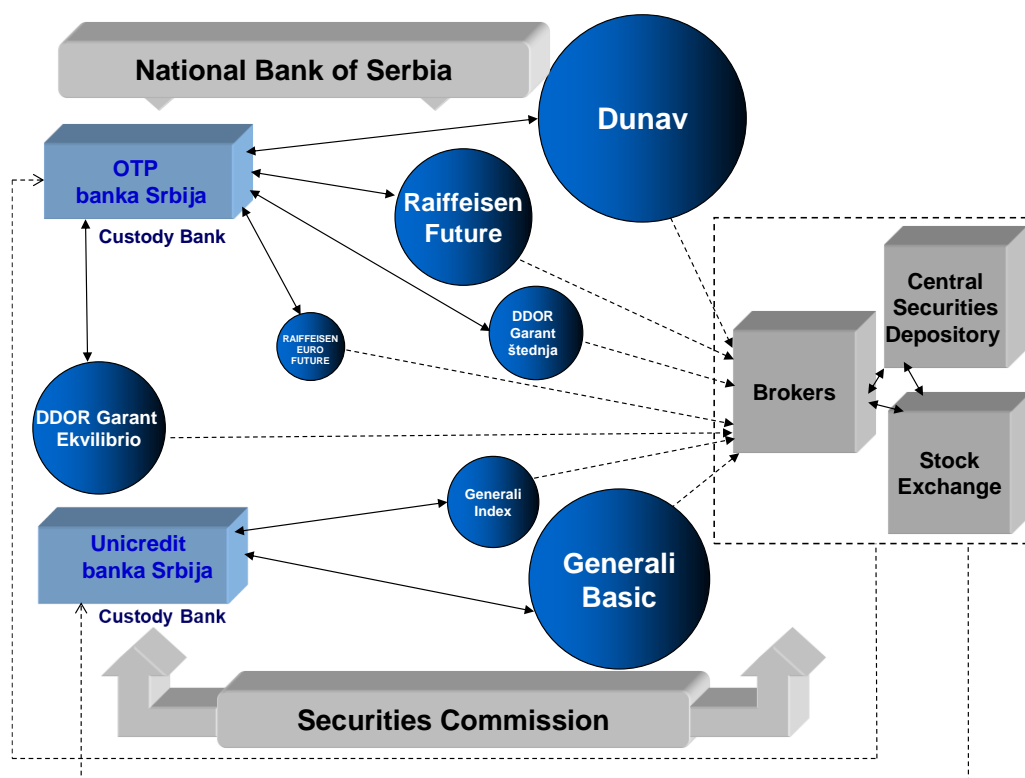 National Bank of Serbia
Dunav
OTP
banka Srbija
Custody Bank
Raiffeisen
Future
Central
Securities
Depository
RAIFFEISEN
EURO
FUTURE
DDOR
Garant
štednja
Brokers
DDOR Garant
Ekvilibrio
Stock
Exchange
Generali
Index
Unicredit
banka Srbija
Custody Bank
Generali
Basic
Securities Commission